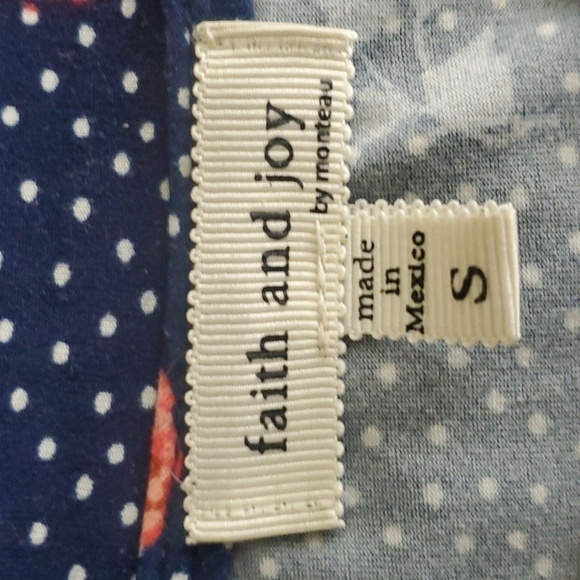 faith and joy
by monteau
made
in
Mexico
S